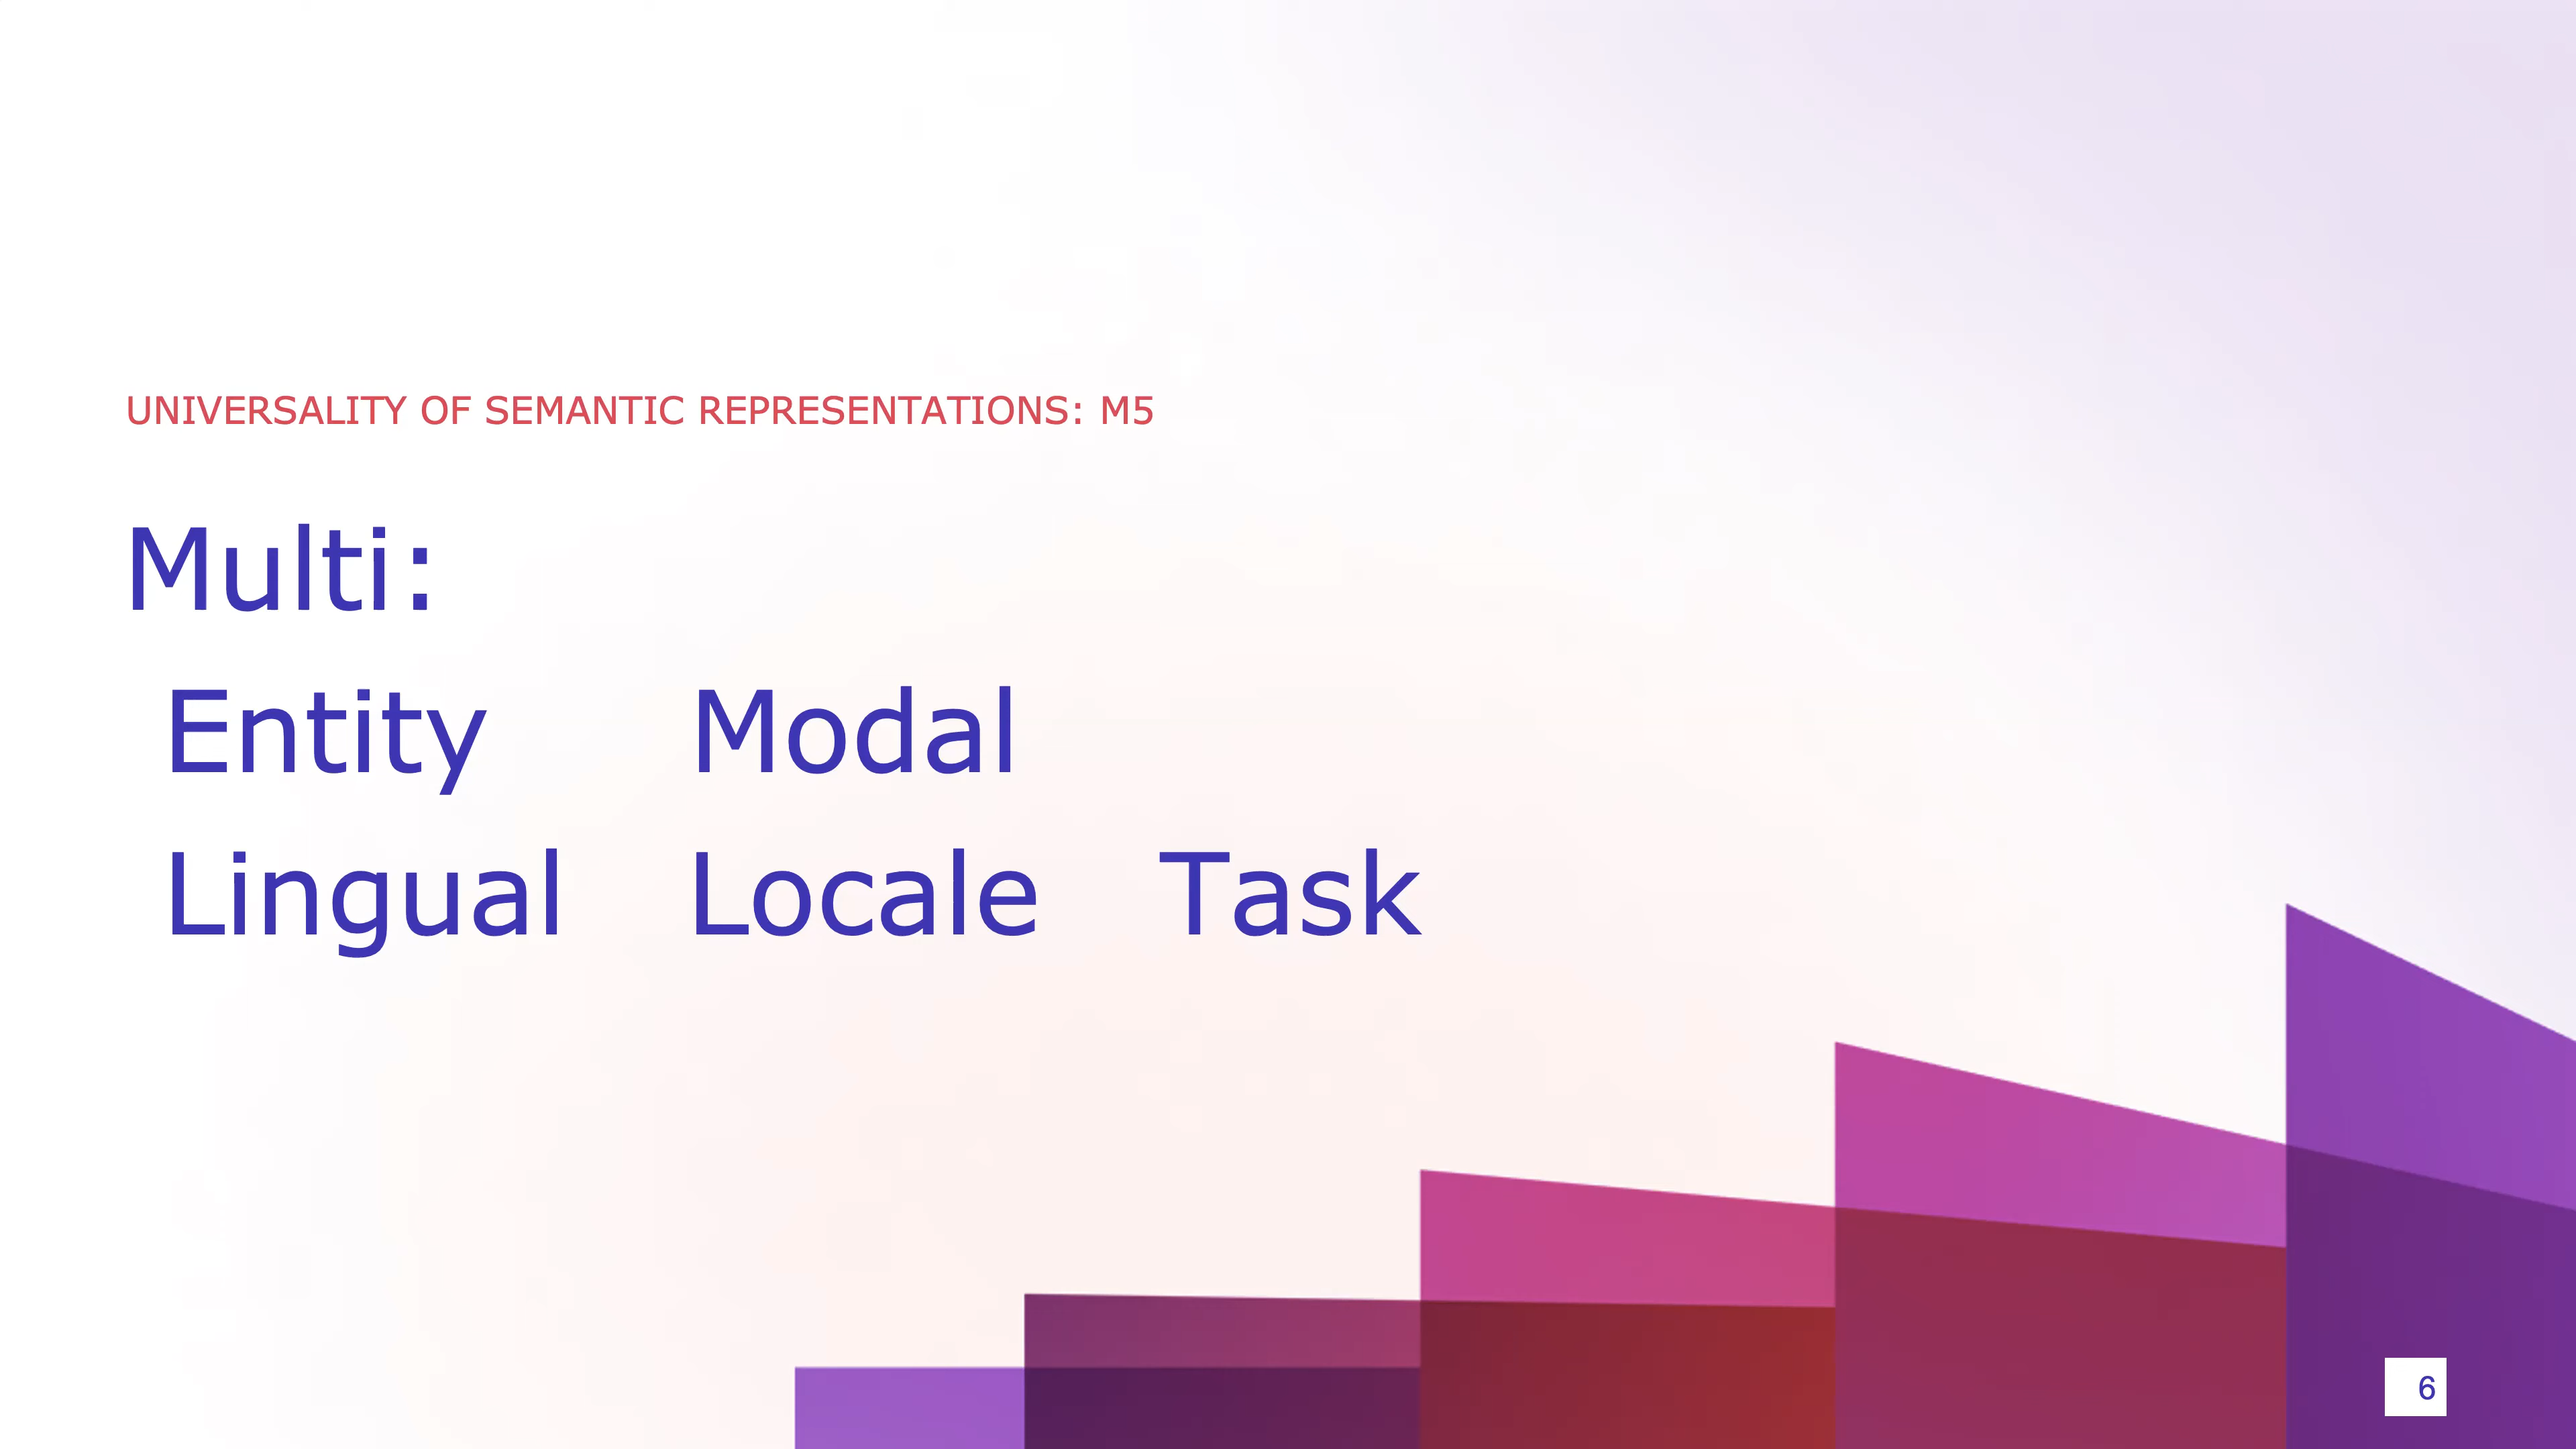 UNIVERSALITY OF SEMANTIC REPRESENTATIONS: M5
Multi:
Entity Modal
Lingual Locale Task
6